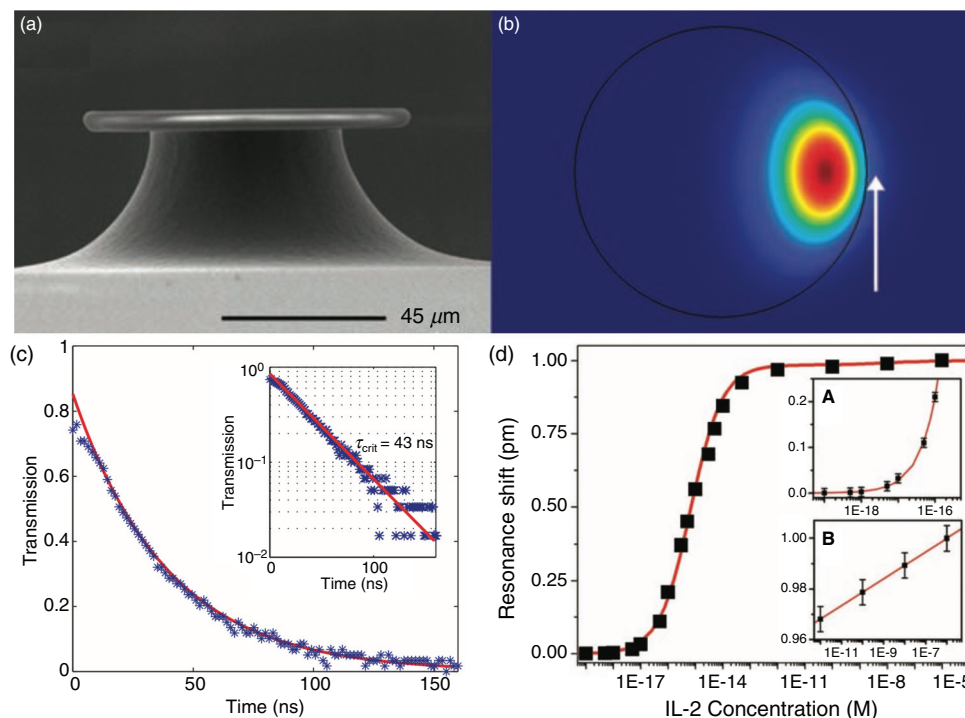 (a)
45 μm
(b)
(c)
Transmission
1
0.8
0.6
0.4
0.2
0
0
50
100
150
Time (ns)
Transmission
10⁰
10⁻¹
10⁻²
0
100
Time (ns)
τcrit = 43 ns
(d)
Resonance shift (pm)
1.00
0.75
0.50
0.25
0.00
1E-17
1E-14
1E-11
1E-8
1E-5
IL-2 Concentration (M)
A
0.2
0.1
0.0
1E-18
1E-16
B
1.00
0.98
0.96
1E-11
1E-9
1E-7